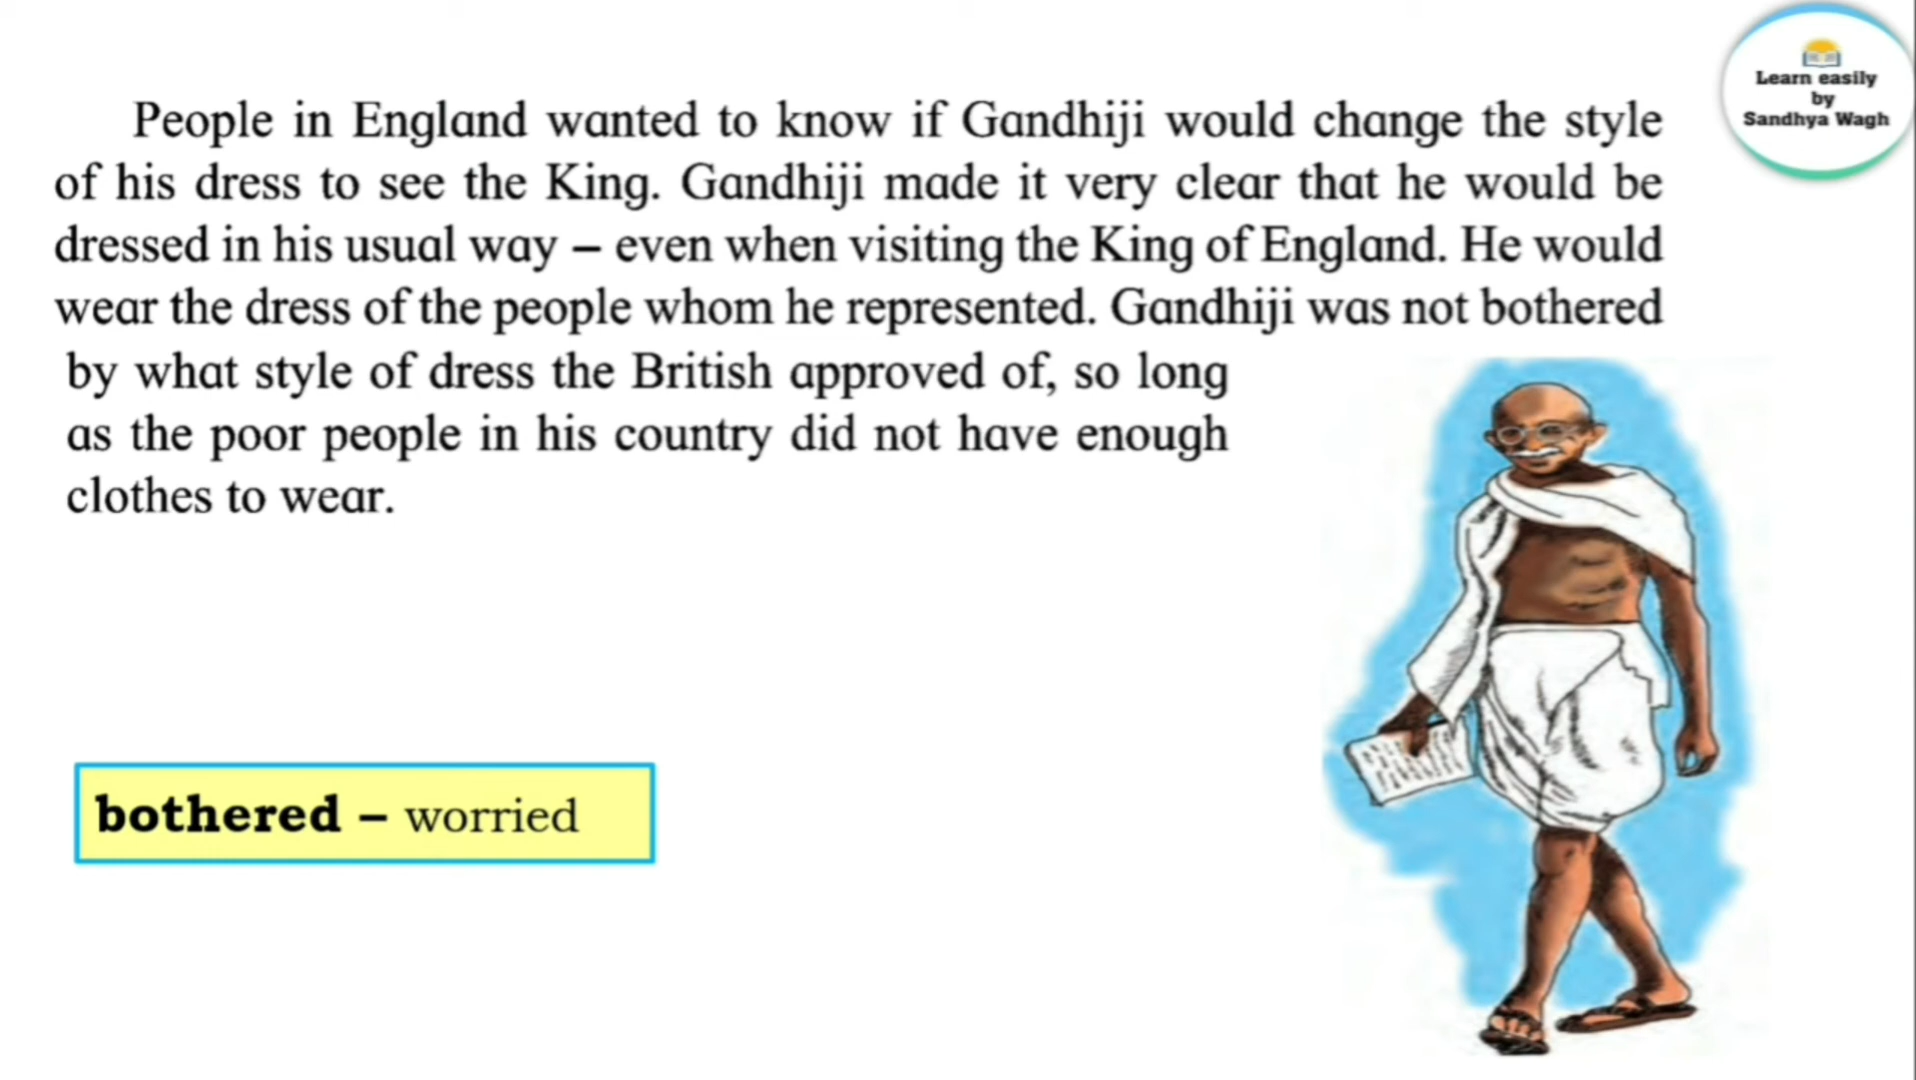 Learn easily
by
Sandhya Wagh
People in England wanted to know if Gandhiji would change the style
of his dress to see the King. Gandhiji made it very clear that he would be
dressed in his usual way – even when visiting the King of England. He would
wear the dress of the people whom he represented. Gandhiji was not bothered
by what style of dress the British approved of, so long
as the poor people in his country did not have enough
clothes to wear.
bothered – worried